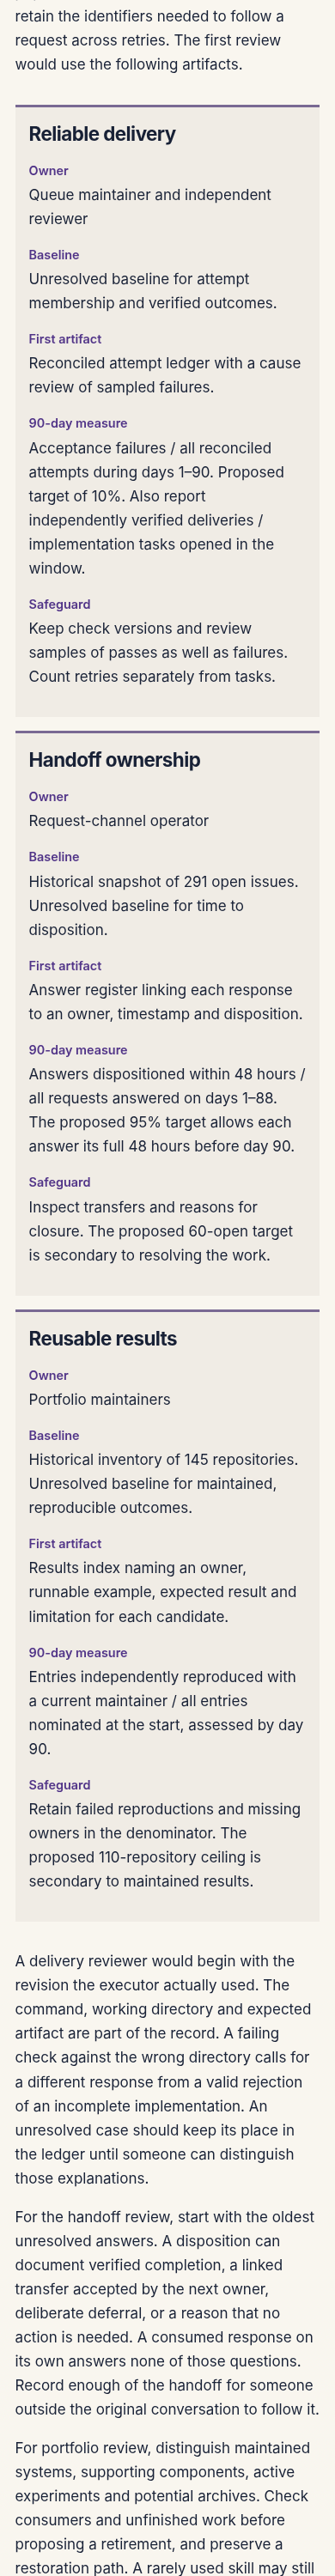 retain the identifiers needed to follow a
request across retries. The first review
would use the following artifacts.
Reliable delivery
Owner
Queue maintainer and independent
reviewer
Baseline
Unresolved baseline for attempt
membership and verified outcomes.
First artifact
Reconciled attempt ledger with a cause
review of sampled failures.
90-day measure
Acceptance failures / all reconciled
attempts during days 1–90. Proposed
target of 10%. Also report
independently verified deliveries /
implementation tasks opened in the
window.
Safeguard
Keep check versions and review
samples of passes as well as failures.
Count retries separately from tasks.
Handoff ownership
Owner
Request-channel operator
Baseline
Historical snapshot of 291 open issues.
Unresolved baseline for time to
disposition.
First artifact
Answer register linking each response
to an owner, timestamp and disposition.
90-day measure
Answers dispositioned within 48 hours /
all requests answered on days 1–88.
The proposed 95% target allows each
answer its full 48 hours before day 90.
Safeguard
Inspect transfers and reasons for
closure. The proposed 60-open target
is secondary to resolving the work.
Reusable results
Owner
Portfolio maintainers
Baseline
Historical inventory of 145 repositories.
Unresolved baseline for maintained,
reproducible outcomes.
First artifact
Results index naming an owner,
runnable example, expected result and
limitation for each candidate.
90-day measure
Entries independently reproduced with
a current maintainer / all entries
nominated at the start, assessed by day
90.
Safeguard
Retain failed reproductions and missing
owners in the denominator. The
proposed 110-repository ceiling is
secondary to maintained results.
A delivery reviewer would begin with the
revision the executor actually used. The
command, working directory and expected
artifact are part of the record. A failing
check against the wrong directory calls for
a different response from a valid rejection
of an incomplete implementation. An
unresolved case should keep its place in
the ledger until someone can distinguish
those explanations.
For the handoff review, start with the oldest
unresolved answers. A disposition can
document verified completion, a linked
transfer accepted by the next owner,
deliberate deferral, or a reason that no
action is needed. A consumed response on
its own answers none of those questions.
Record enough of the handoff for someone
outside the original conversation to follow it.
For portfolio review, distinguish maintained
systems, supporting components, active
experiments and potential archives. Check
consumers and unfinished work before
proposing a retirement, and preserve a
restoration path. A rarely used skill may still